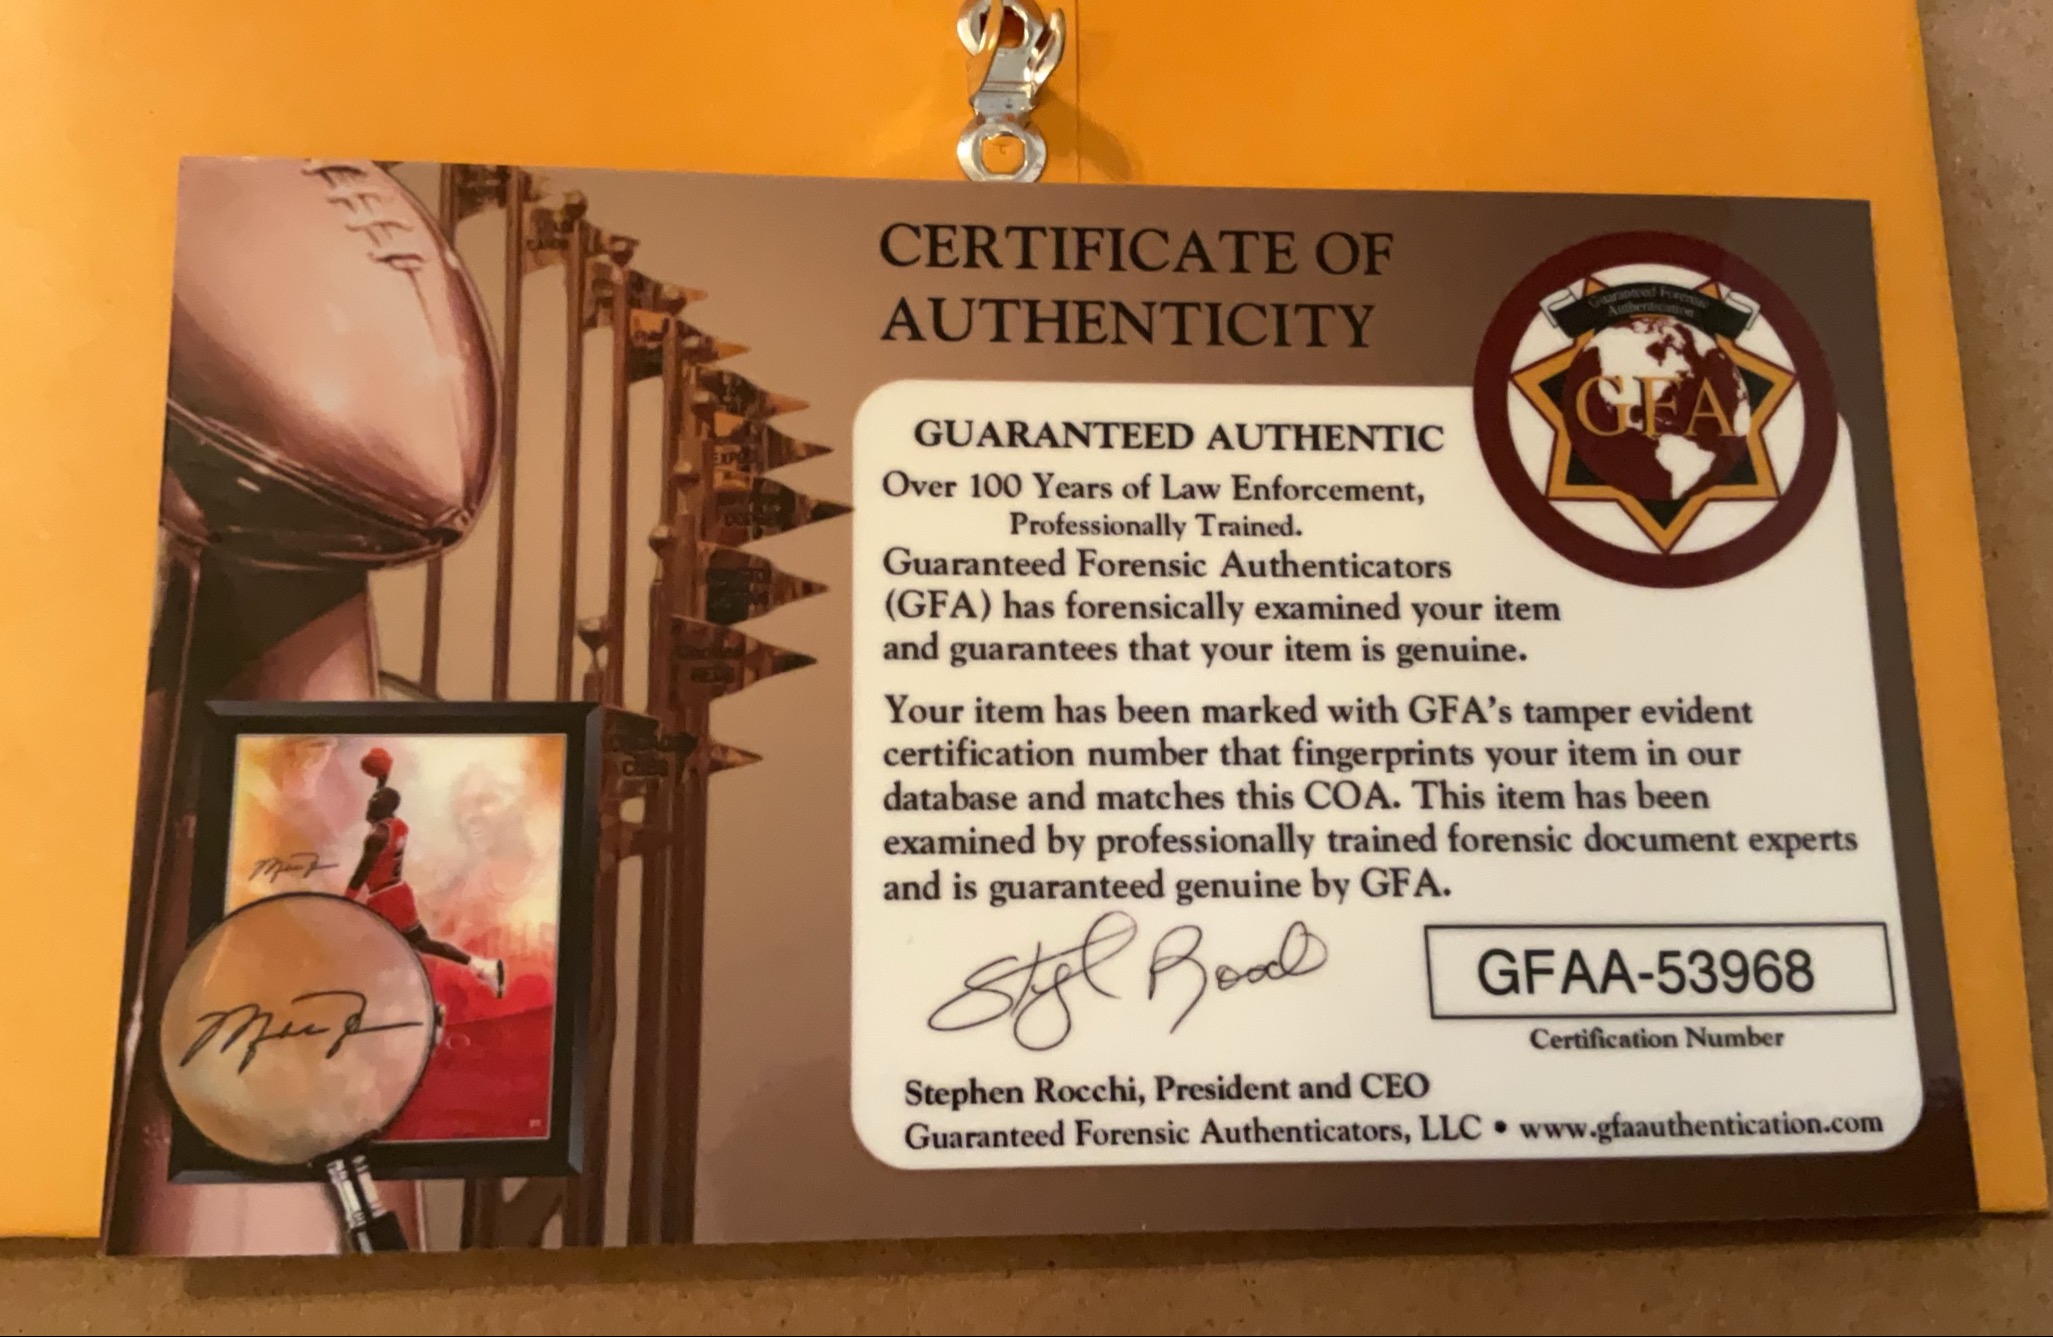 CERTIFICATE OF
AUTHENTICITY
Guaranteed Forensic
Authentication
GFA
GUARANTEED AUTHENTIC
Over 100 Years of Law Enforcement,
Professionally Trained.
Guaranteed Forensic Authenticators
(GFA) has forensically examined your item
and guarantees that your item is genuine.
Your item has been marked with GFA's tamper evident
certification number that fingerprints your item in our
database and matches this COA. This item has been
examined by professionally trained forensic document experts
and is guaranteed genuine by GFA.
GFAA-53968
Certification Number
Stephen Rocchi, President and CEO
Guaranteed Forensic Authenticators, LLC • www.gfaauthentication.com